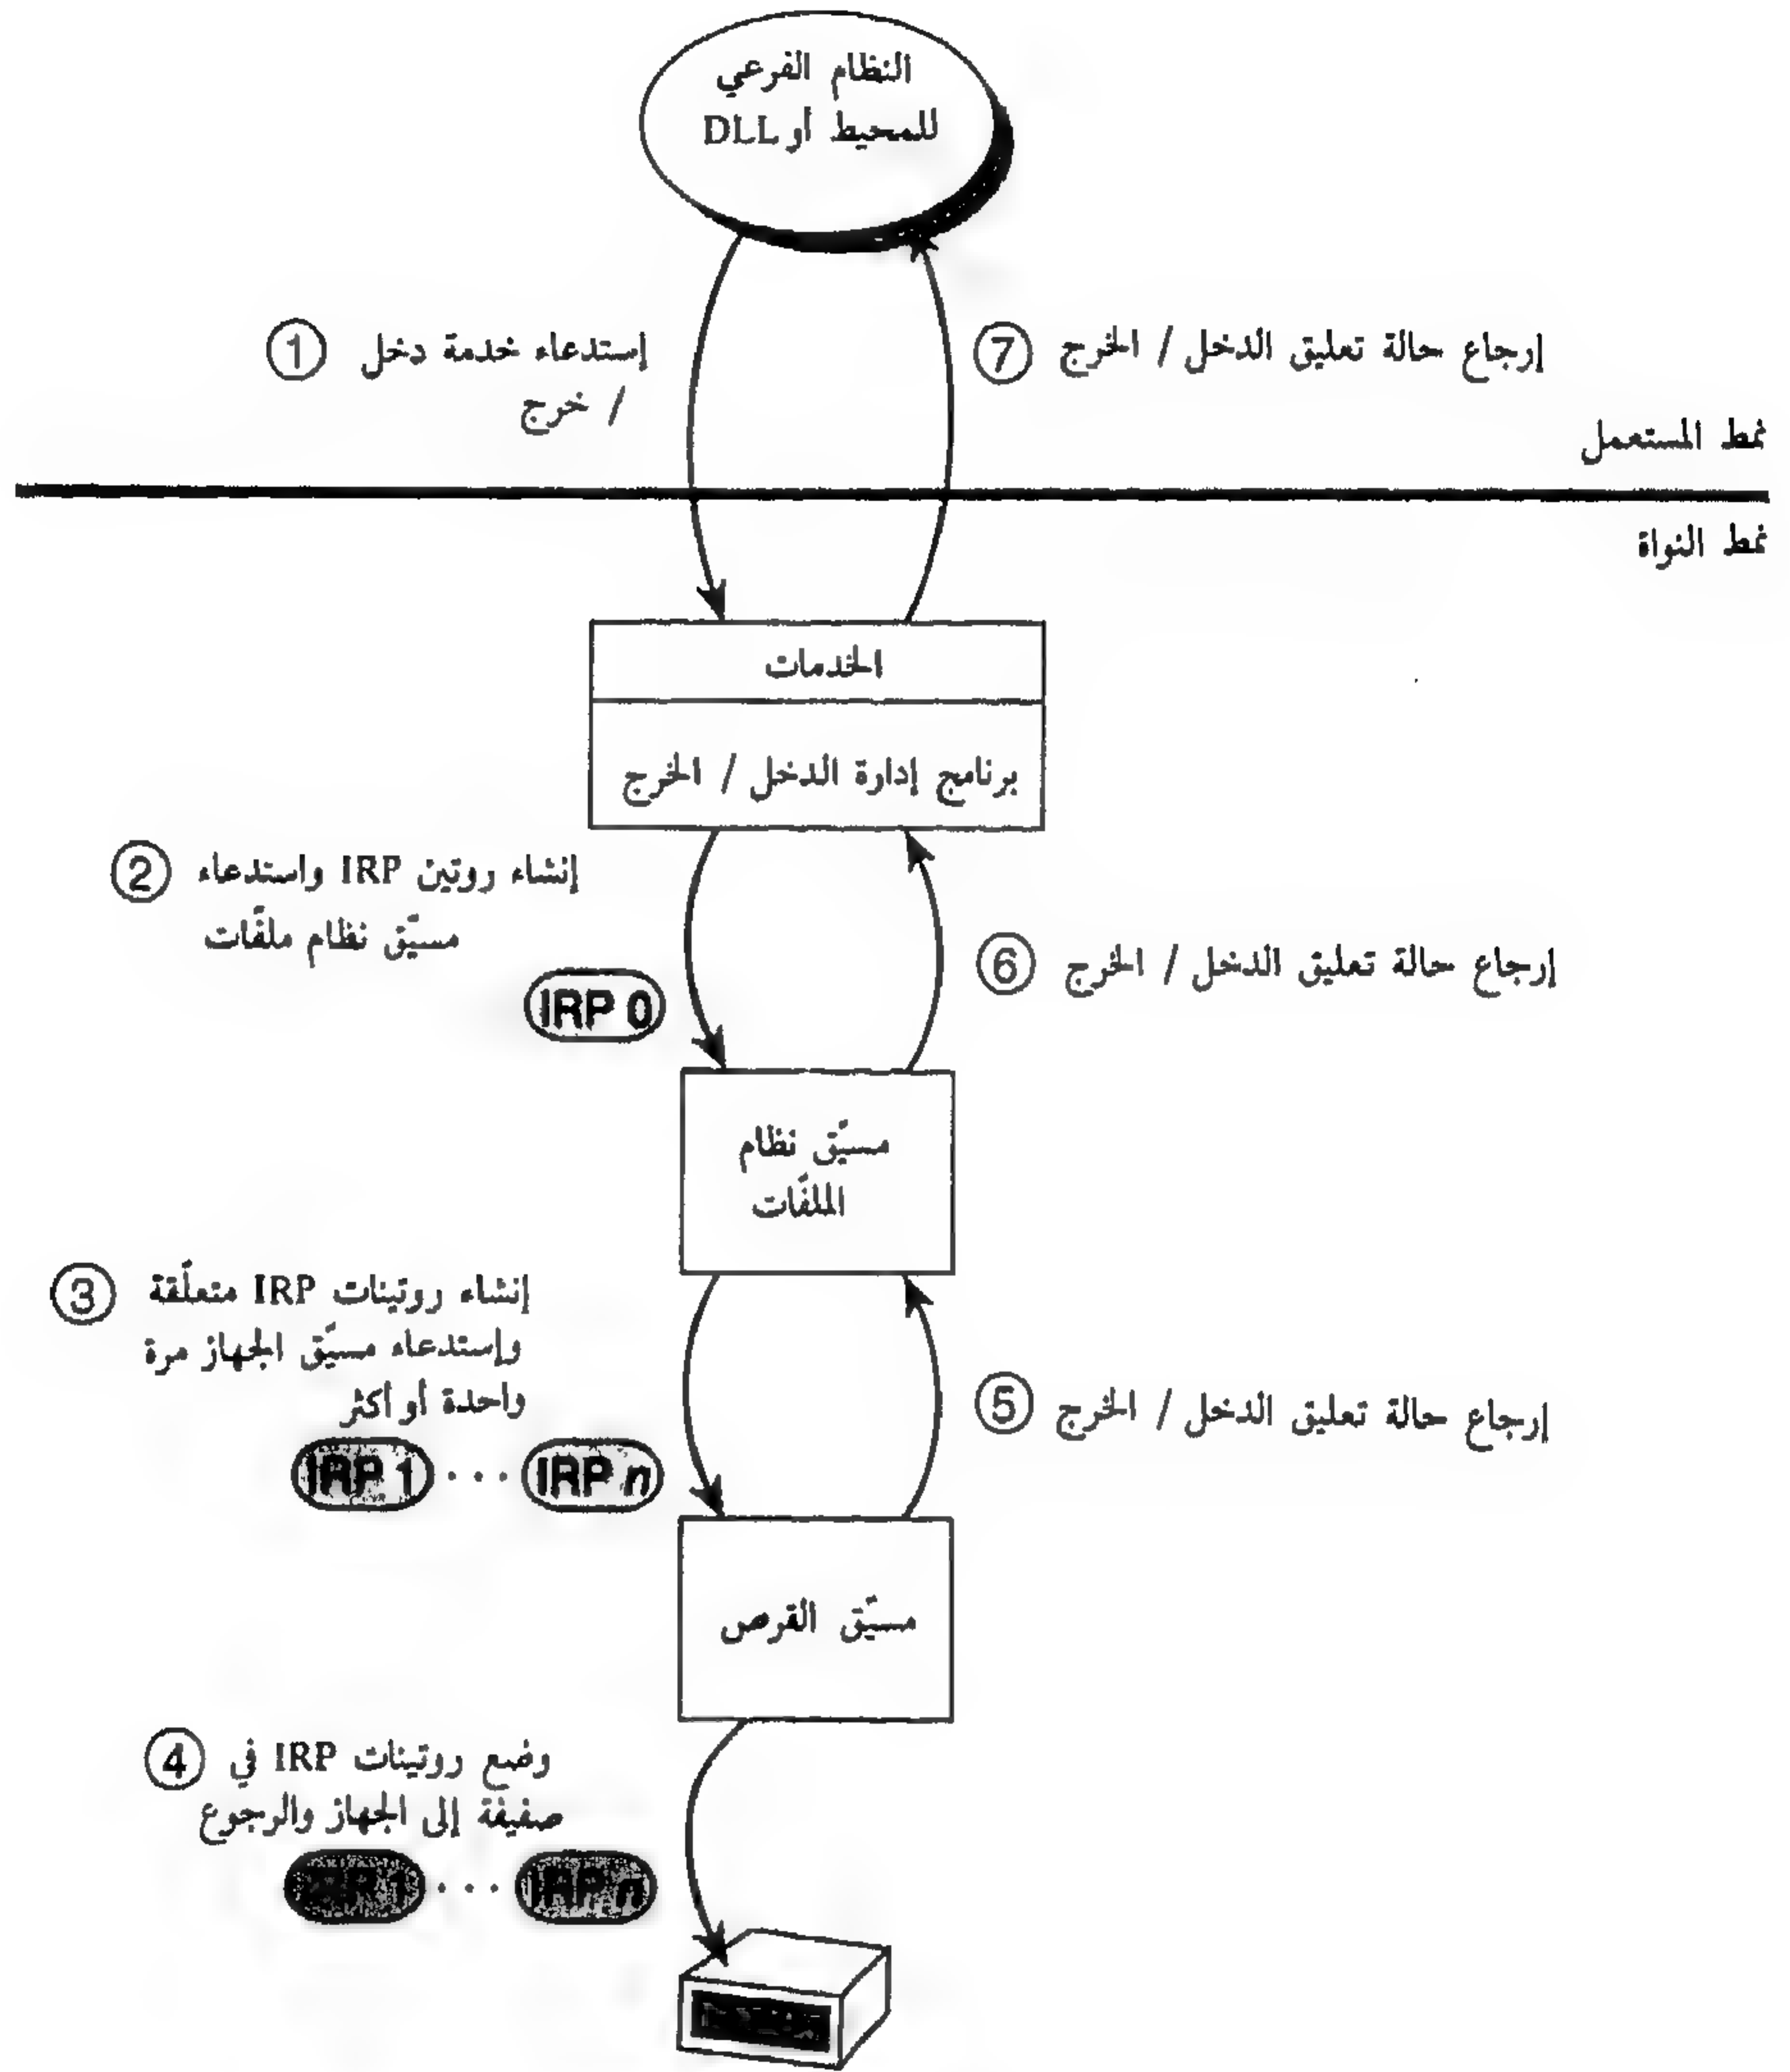 النظام الفرعي
للمحيط أو DLL
① إستدعاء خدمة دخل
/ خرج
⑦ إرجاع حالة تعليق الدخل / الخرج
نمط المستعمل
نمط النواة
الخدمات
برنامج إدارة الدخل / الخرج
② إنشاء روتين IRP واستدعاء
مسيّق نظام ملفّات
IRP 0
⑥ إرجاع حالة تعليق الدخل / الخرج
مسيّق نظام
الملفّات
③ إنشاء روتينات IRP متعلّقة
وإستدعاء مسيّق الجهاز مرة
واحدة أو أكثر
IRP 1 · · · IRP n
⑤ إرجاع حالة تعليق الدخل / الخرج
مسيّق القرص
④ وضع روتينات IRP في
صفيفة إلى الجهاز والرجوع
· · · IRP n